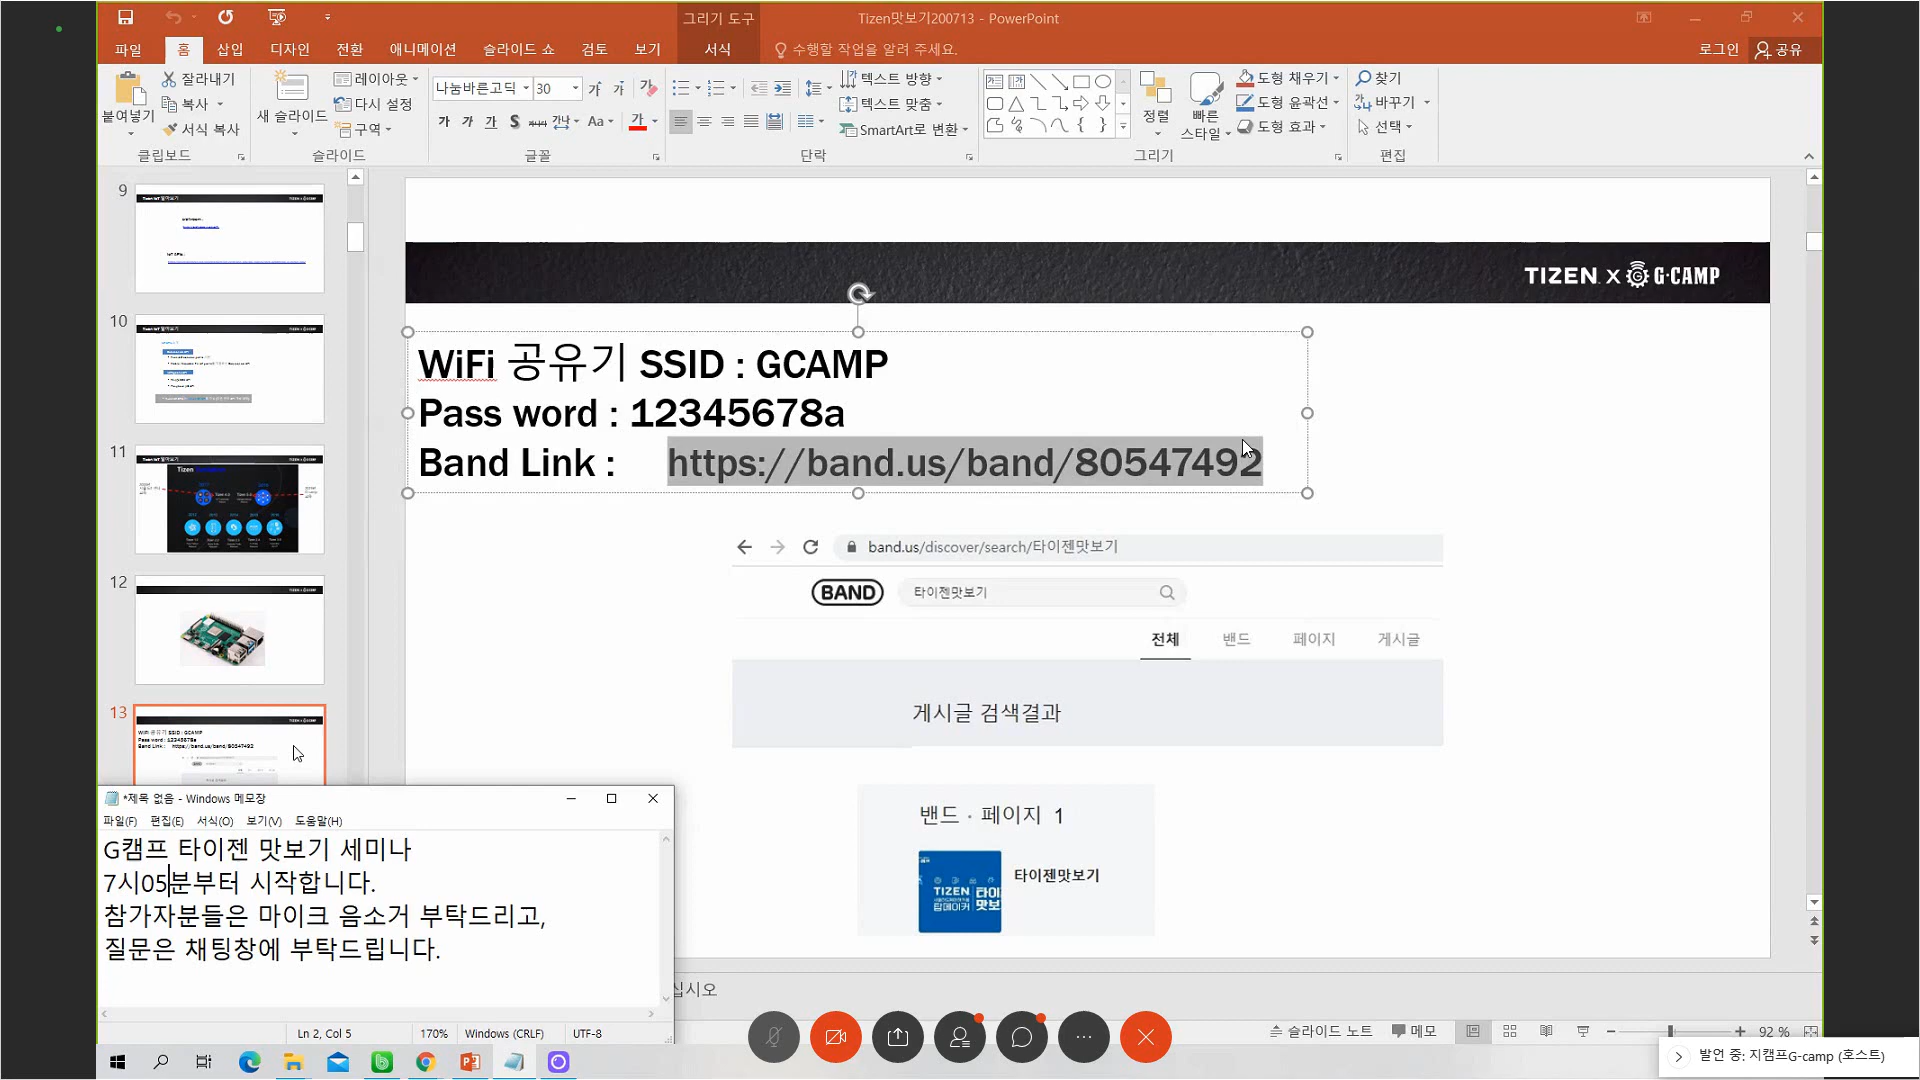 그리기 도구
Tizen맛보기200713 - PowerPoint
파일 홈 삽입 디자인 전환 애니메이션 슬라이드 쇼 검토 보기 서식 수행할 작업을 알려 주세요. 로그인 공유
붙여넣기 잘라내기 복사 서식 복사 클립보드
새 슬라이드 레이아웃 다시 설정 구역 슬라이드
나눔바른고딕 30 가 가 가 가 가 S Aa 가 글꼴
텍스트 방향 텍스트 맞춤 SmartArt로 변환 단락
정렬 빠른 스타일 도형 채우기 도형 윤곽선 도형 효과 그리기
찾기 바꾸기 선택 편집
9
10
11
12
13
TIZEN X G·CAMP
WiFi 공유기 SSID : GCAMP
Pass word : 12345678a
Band Link : https://band.us/band/80547492
band.us/discover/search/타이젠맛보기
BAND 타이젠맛보기
전체 밴드 페이지 게시글
게시글 검색결과
밴드 · 페이지 1
타이젠맛보기
*제목 없음 - Windows 메모장
파일(F) 편집(E) 서식(O) 보기(V) 도움말(H)
G캠프 타이젠 맛보기 세미나
7시05분부터 시작합니다.
참가자분들은 마이크 음소거 부탁드리고,
질문은 채팅창에 부탁드립니다.
Ln 2, Col 5 170% Windows (CRLF) UTF-8
십시오
슬라이드 노트 메모 92 %
발언 중: 지캠프G-camp (호스트)